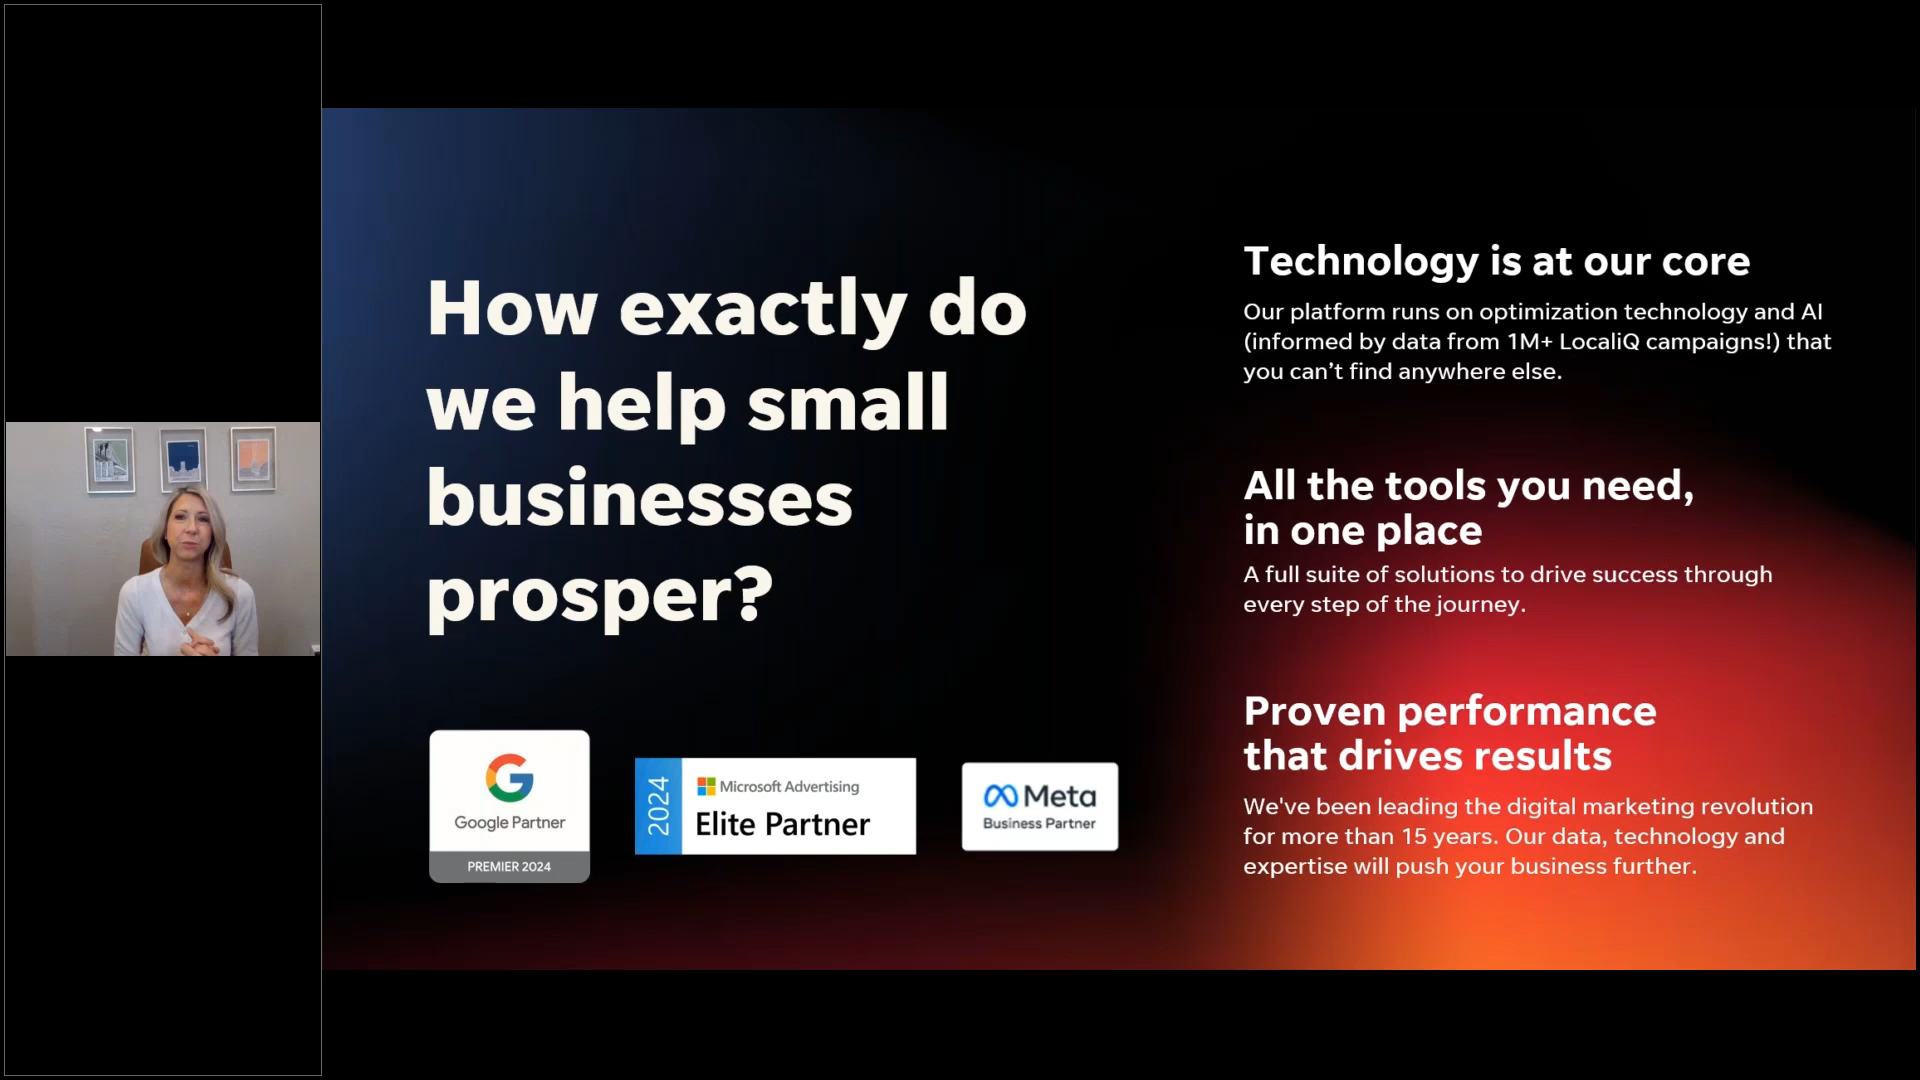 How exactly do
we help small
businesses
prosper?
Google Partner
PREMIER 2024
2024
Microsoft Advertising
Elite Partner
Meta
Business Partner
Technology is at our core
Our platform runs on optimization technology and AI
(informed by data from 1M+ LocaliQ campaigns!) that
you can’t find anywhere else.
All the tools you need,
in one place
A full suite of solutions to drive success through
every step of the journey.
Proven performance
that drives results
We've been leading the digital marketing revolution
for more than 15 years. Our data, technology and
expertise will push your business further.